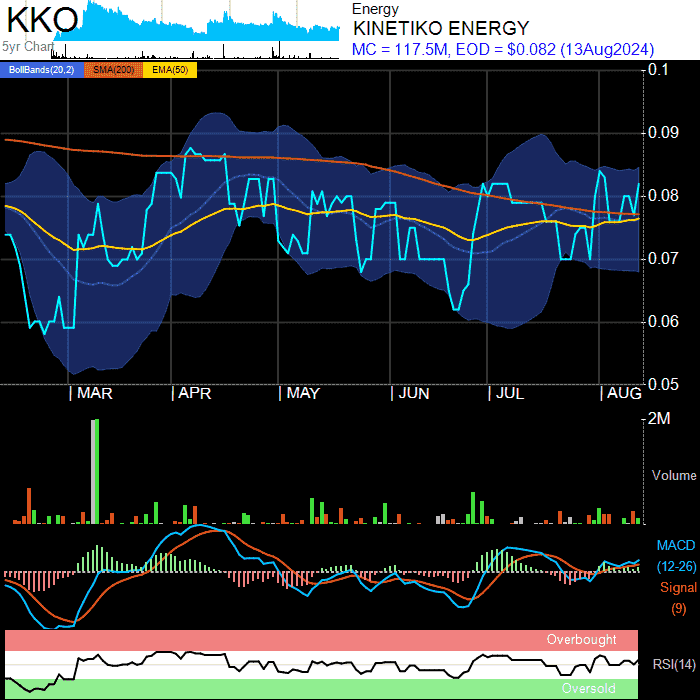 KKO
5yr Chart
Energy
KINETIKO ENERGY
MC = 117.5M, EOD = $0.082 (13Aug2024)
BollBands(20,2) SMA(200) EMA(50)
0.1
0.09
0.08
0.07
0.06
0.05
| MAR | APR | MAY | JUN | JUL | AUG
2M
Volume
MACD
(12-26)
Signal
(9)
Overbought
RSI(14)
Oversold